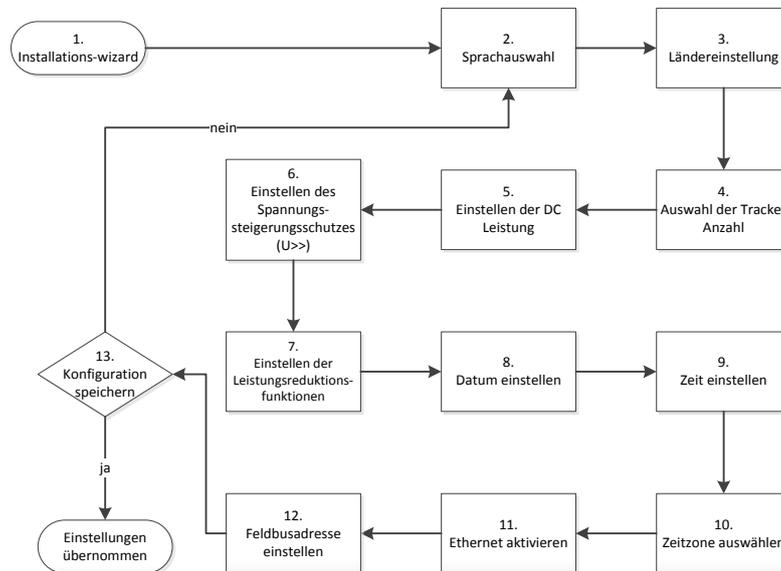 1.
Installations-wizard
2.
Sprachauswahl
3.
Ländereinstellung
nein
4.
Auswahl der Tracker
Anzahl
5.
Einstellen der DC
Leistung
6.
Einstellen des
Spannungs-
steigerungsschutzes
(U>>)
7.
Einstellen der
Leistungsreduktions-
funktionen
8.
Datum einstellen
9.
Zeit einstellen
10.
Zeitzone auswählen
11.
Ethernet aktivieren
12.
Feldbusadresse
einstellen
13.
Konfiguration
speichern
ja
Einstellungen
übernommen